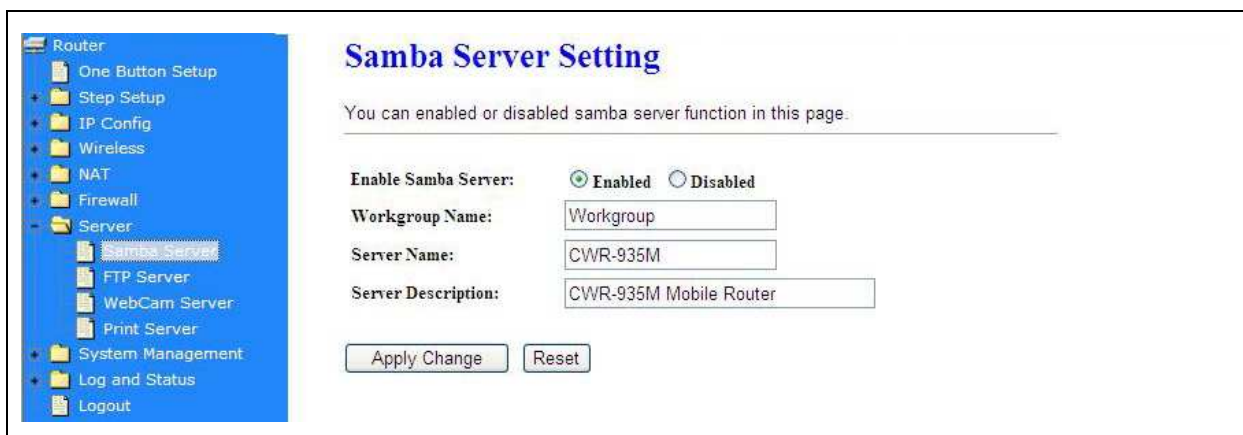 Router
One Button Setup
Step Setup
IP Config
Wireless
NAT
Firewall
Server
Samba Server
FTP Server
WebCam Server
Print Server
System Management
Log and Status
Logout
Samba Server Setting
You can enabled or disabled samba server function in this page.
Enable Samba Server: Enabled Disabled
Workgroup Name: Workgroup
Server Name: CWR-935M
Server Description: CWR-935M Mobile Router
Apply Change Reset